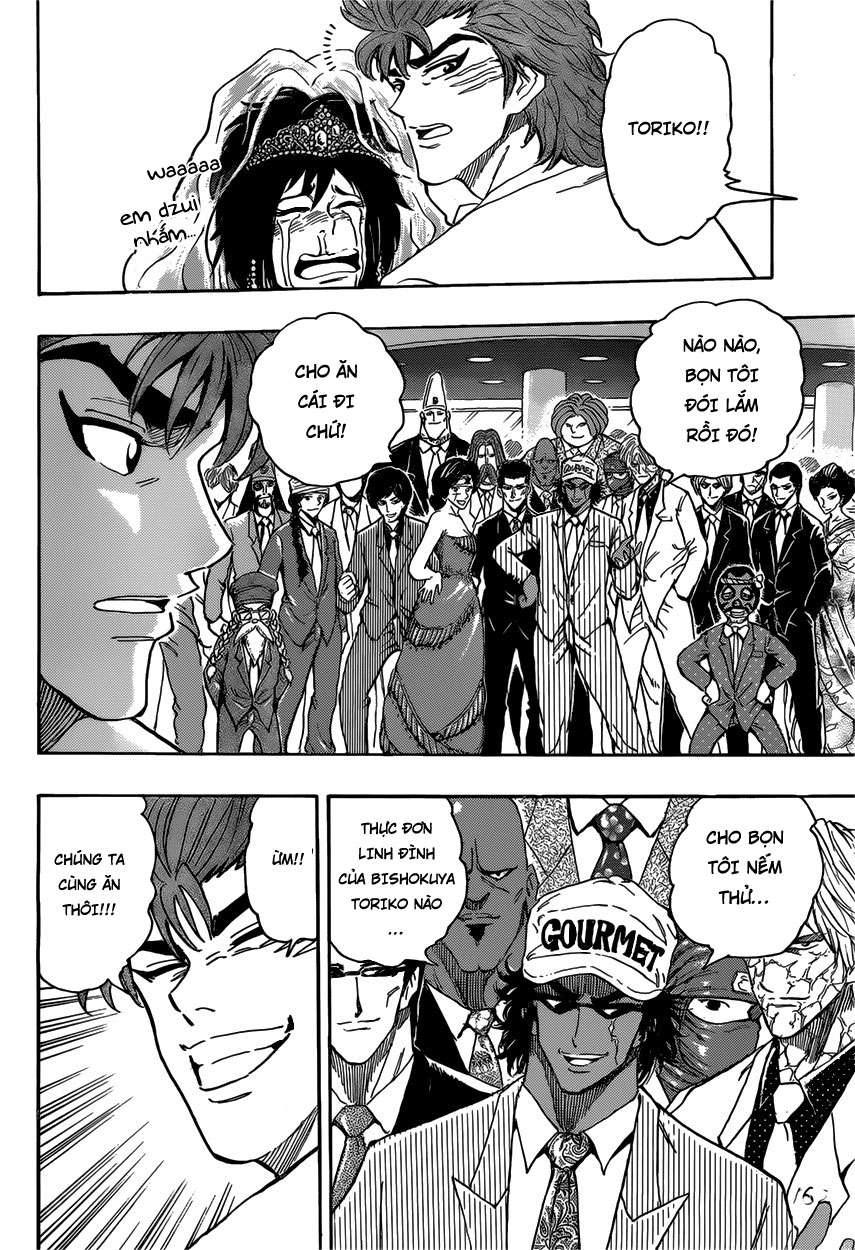 TORIKO!!
waaaaa
em dzui
nhắm...
NÀO NÀO,
BỌN TÔI
ĐÓI LẮM
RỒI ĐÓ!
CHO ĂN
CÁI ĐI
CHỨ!
CHO BỌN
TÔI NẾM
THỬ...
THỰC ĐƠN
LINH ĐÌNH
CỦA BISHOKUYA
TORIKO NÀO
...
GOURMET
ỪM!!
CHÚNG TA
CÙNG ĂN
THÔI!!!